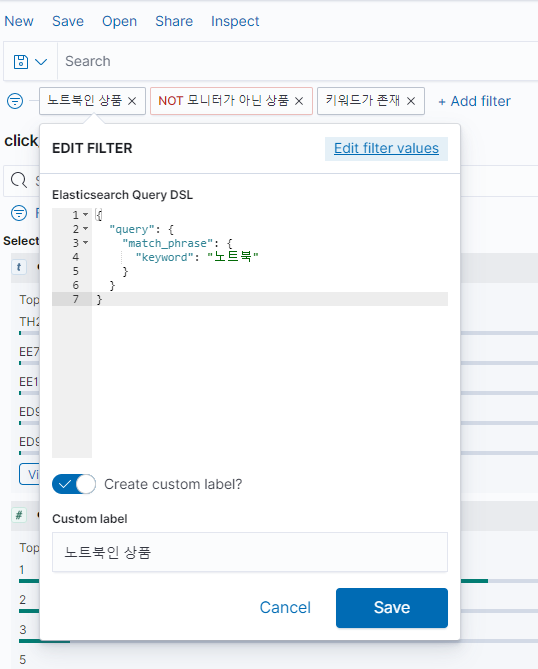 New Save Open Share Inspect
Search
노트북인 상품 × NOT 모니터가 아닌 상품 × 키워드가 존재 × + Add filter
click
EDIT FILTER Edit filter values
Elasticsearch Query DSL
1 {
2 "query": {
3 "match_phrase": {
4 "keyword": "노트북"
5 }
6 }
7 }
Select
t
Top
TH2
EE7
EE1
ED9
ED9
Vi
Create custom label?
#
Custom label
Top
노트북인 상품
1
2
3
5
Cancel Save